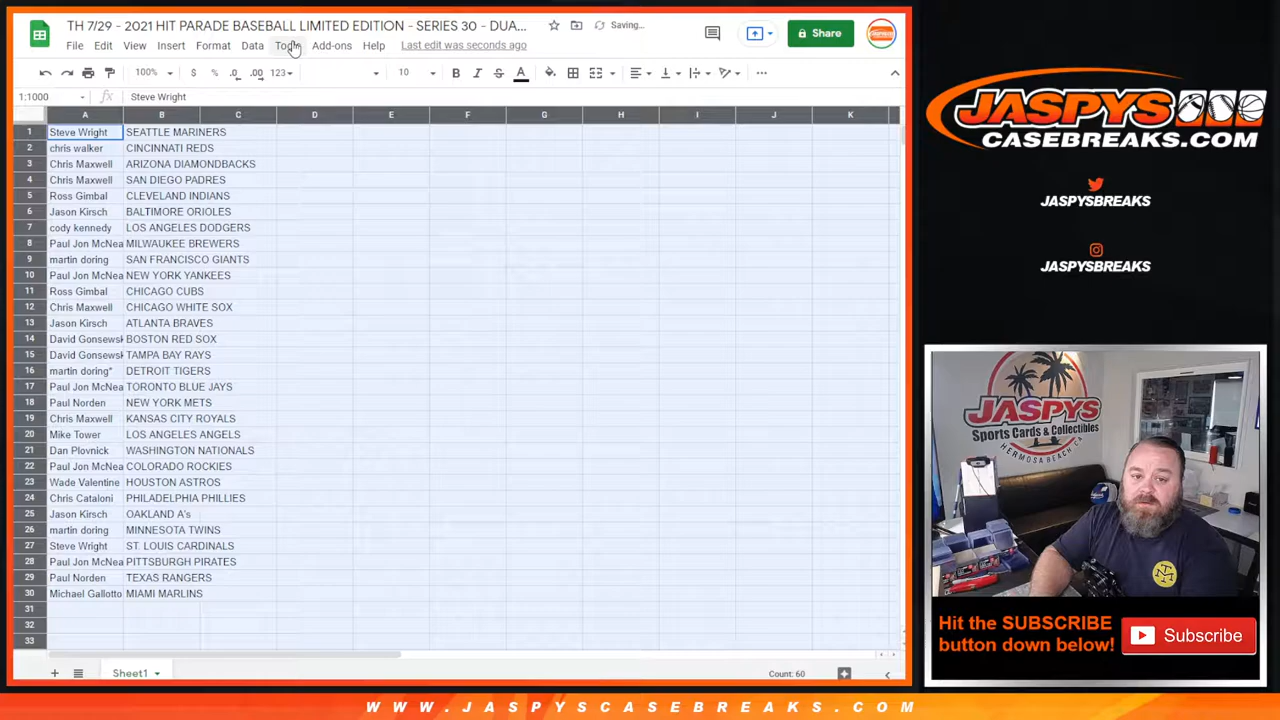 TH 7/29 - 2021 HIT PARADE BASEBALL LIMITED EDITION - SERIES 30 - DUA...
Saving...
File Edit View Insert Format Data Tools Add-ons Help Last edit was seconds ago
Share
100% $ % .0 .00 123 10 B I S A
1:1000 fx Steve Wright
A B C D E F G H I J K
1 Steve Wright SEATTLE MARINERS
2 chris walker CINCINNATI REDS
3 Chris Maxwell ARIZONA DIAMONDBACKS
4 Chris Maxwell SAN DIEGO PADRES
5 Ross Gimbal CLEVELAND INDIANS
6 Jason Kirsch BALTIMORE ORIOLES
7 cody kennedy LOS ANGELES DODGERS
8 Paul Jon McNea MILWAUKEE BREWERS
9 martin doring SAN FRANCISCO GIANTS
10 Paul Jon McNea NEW YORK YANKEES
11 Ross Gimbal CHICAGO CUBS
12 Chris Maxwell CHICAGO WHITE SOX
13 Jason Kirsch ATLANTA BRAVES
14 David Gonsewsk BOSTON RED SOX
15 David Gonsewsk TAMPA BAY RAYS
16 martin doring* DETROIT TIGERS
17 Paul Jon McNea TORONTO BLUE JAYS
18 Paul Norden NEW YORK METS
19 Chris Maxwell KANSAS CITY ROYALS
20 Mike Tower LOS ANGELES ANGELS
21 Dan Plovnick WASHINGTON NATIONALS
22 Paul Jon McNea COLORADO ROCKIES
23 Wade Valentine HOUSTON ASTROS
24 Chris Cataloni PHILADELPHIA PHILLIES
25 Jason Kirsch OAKLAND A's
26 martin doring MINNESOTA TWINS
27 Steve Wright ST. LOUIS CARDINALS
28 Paul Jon McNea PITTSBURGH PIRATES
29 Paul Norden TEXAS RANGERS
30 Michael Gallotto MIAMI MARLINS
31
32
33
Sheet1
Count: 60
JASPYS
CASEBREAKS.COM
JASPYSBREAKS
JASPYSBREAKS
JASPYS
Sports Cards & Collectibles
HERMOSA BEACH CA
Hit the SUBSCRIBE
button down below!
Subscribe
WWW.JASPYSCASEBREAKS.COM